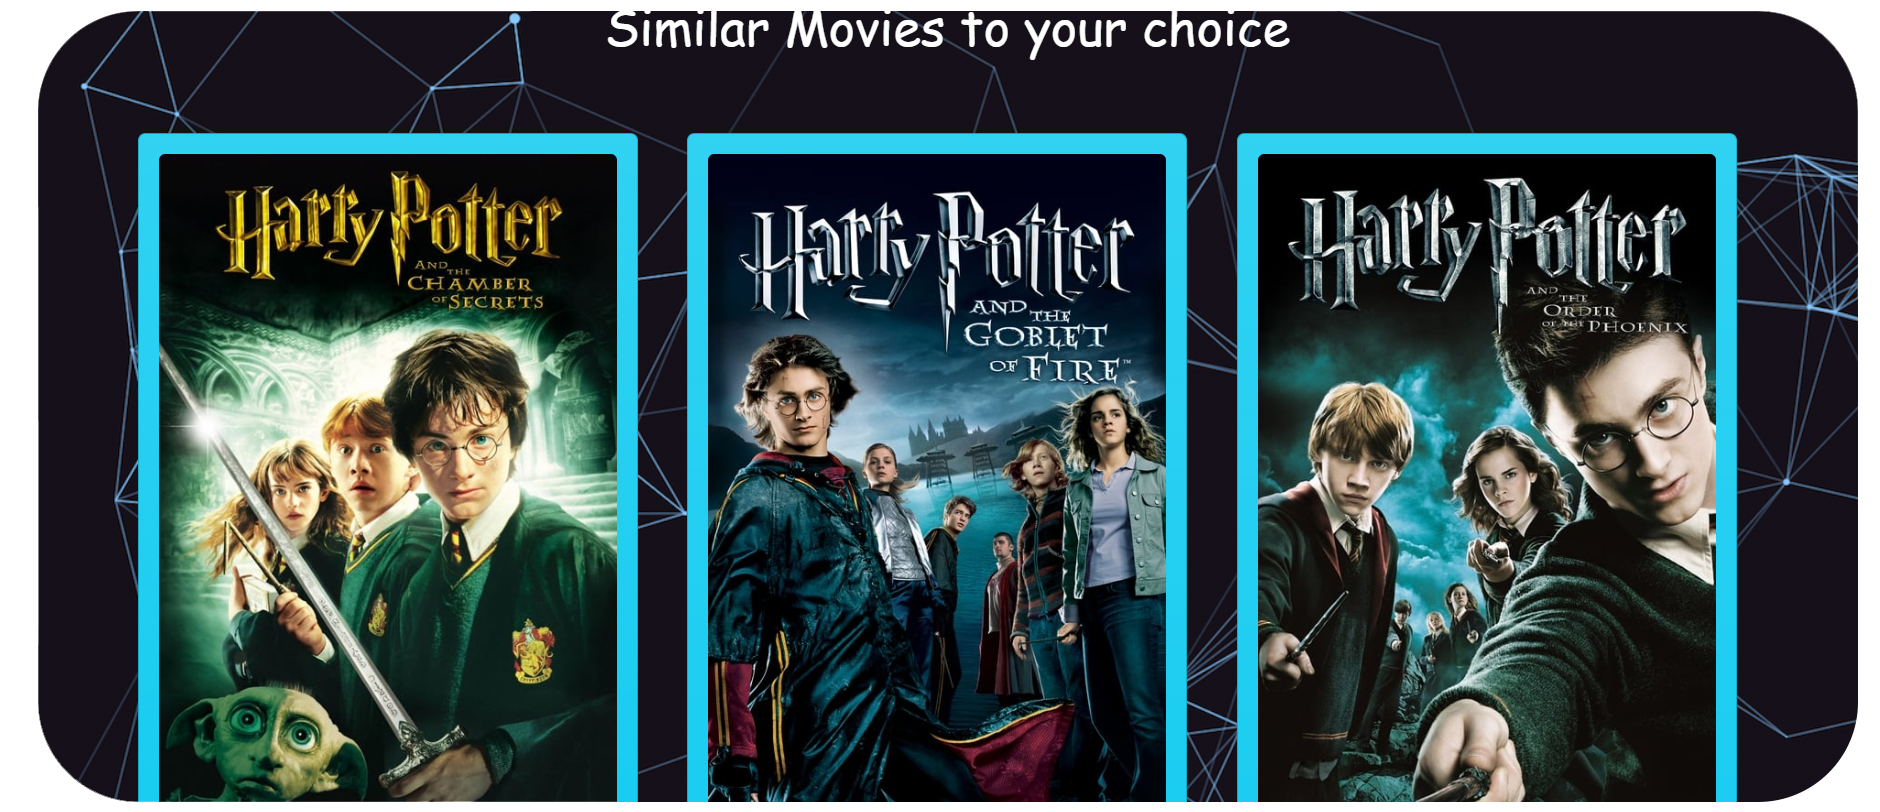 Similar Movies to your choice
Harry Potter
AND THE
CHAMBER
OF SECRETS
Harry Potter
AND THE
GOBLET
OF FIRE™
Harry Potter
AND
THE
ORDER
OF THE PHOENIX